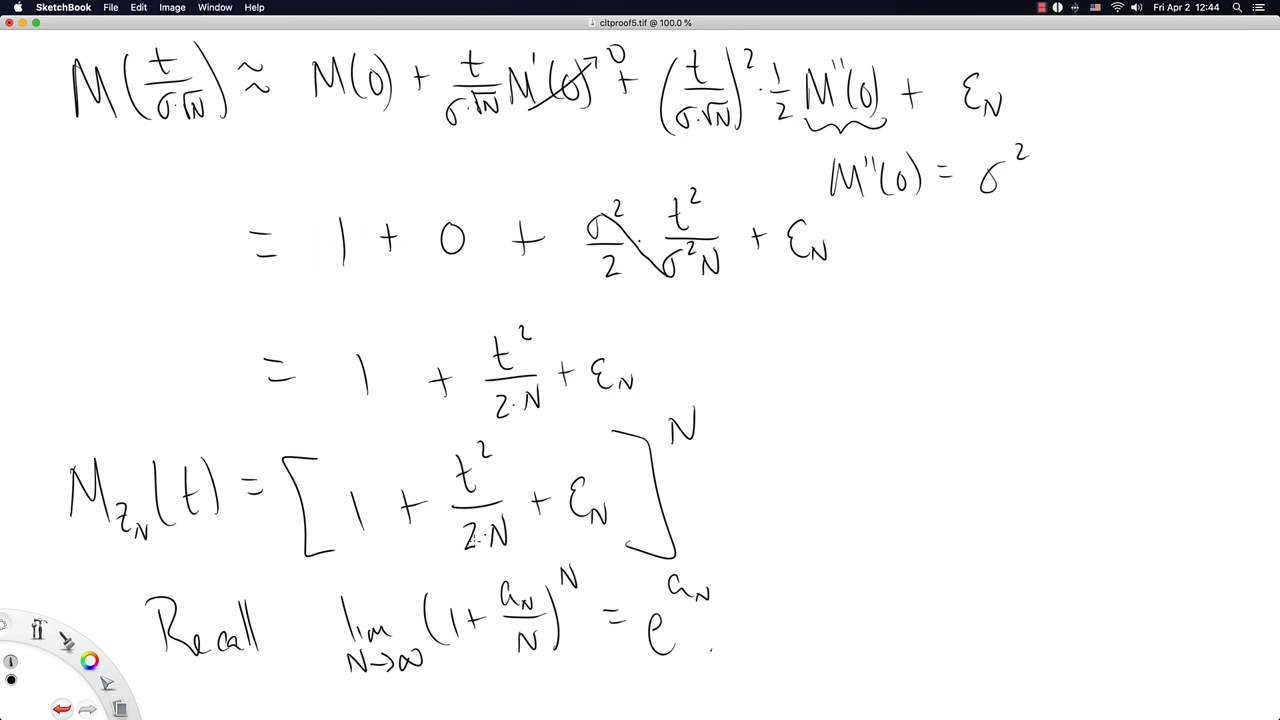 SketchBook File Edit Image Window Help Fri Apr 2 12:44
cltproof5.tif @ 100.0 %
M(t/(σ·√N)) ≈ M(0) + t/(σ·√N) M'(0)→0 + (t/(σ·√N))² · 1/2 M''(0) + ε_N
M''(0) = σ²
= 1 + 0 + σ²/2 · t²/(σ²N) + ε_N
= 1 + t²/(2·N) + ε_N
M_{Z_N}(t) = [1 + t²/(2·N) + ε_N]^N
Recall lim_{N→∞} (1 + a_N/N)^N = e^{a_N}.